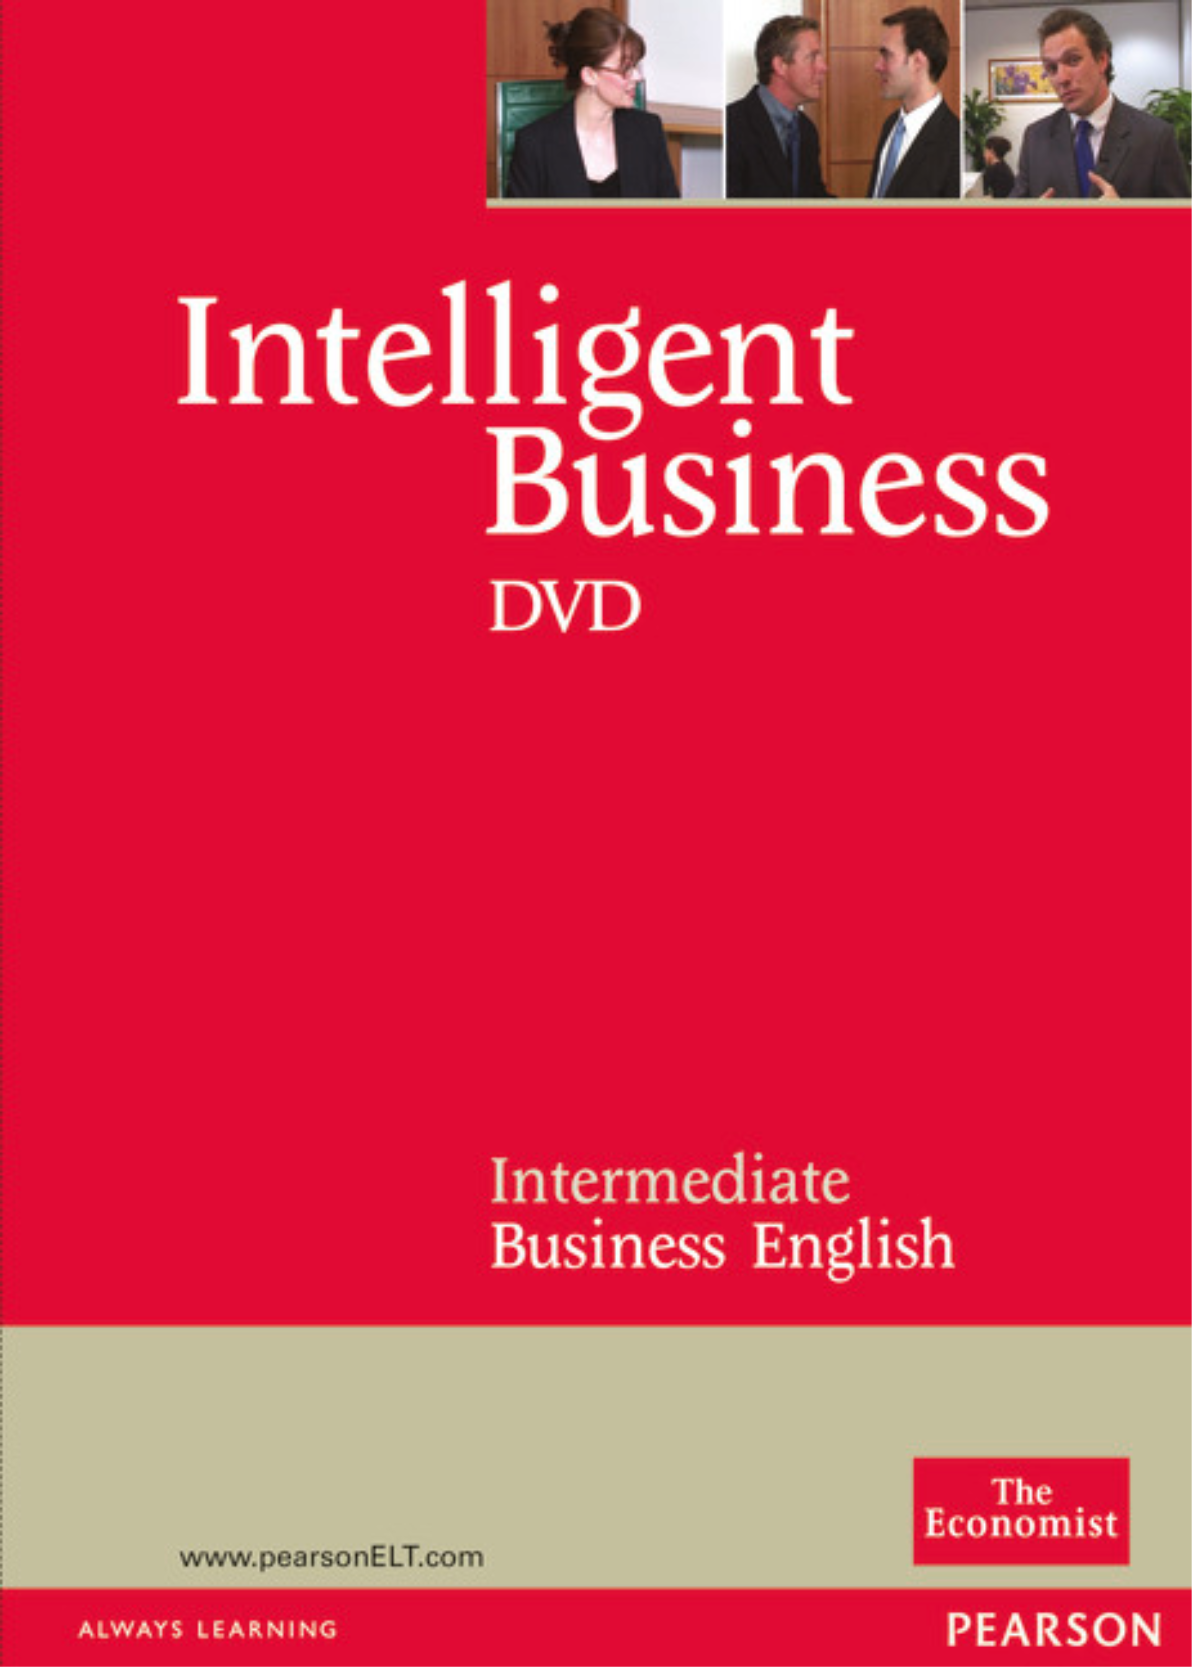 Intelligent
Business
DVD
Intermediate
Business English
The
Economist
www.pearsonELT.com
ALWAYS LEARNING
PEARSON